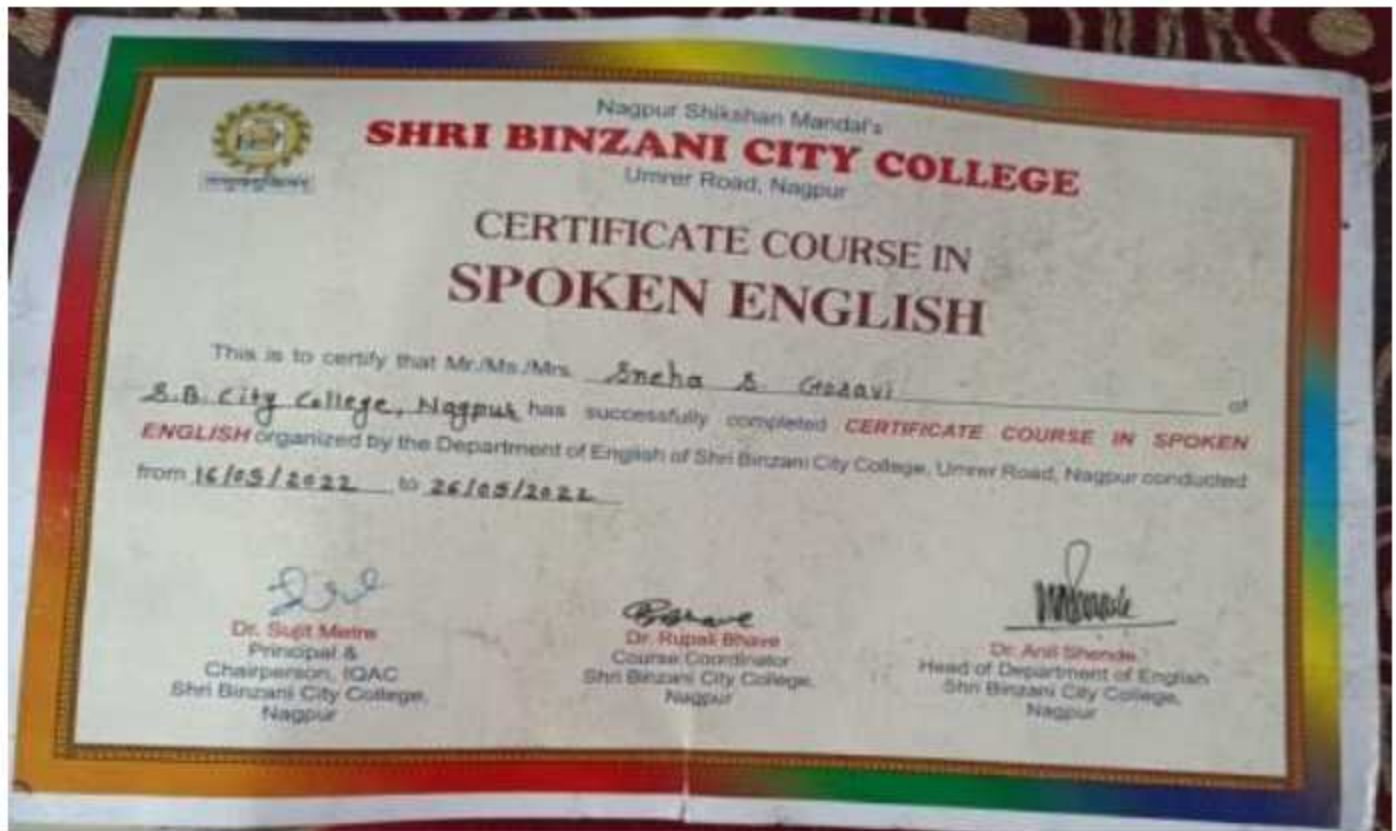 Nagpur Shikshan Mandal's
SHRI BINZANI CITY COLLEGE
Umrer Road, Nagpur
CERTIFICATE COURSE IN
SPOKEN ENGLISH
This is to certify that Mr./Ms./Mrs. Sneha S. Gosavi of
S.B. City College, Nagpur has successfully completed CERTIFICATE COURSE IN SPOKEN
ENGLISH organized by the Department of English of Shri Binzani City College, Umrer Road, Nagpur conducted
from 16/05/2022 to 26/05/2022
Dr. Sujit Metre
Principal &
Chairperson, IQAC
Shri Binzani City College,
Nagpur
Dr. Rupali Bhave
Course Coordinator
Shri Binzani City College,
Nagpur
Dr. Anil Shende
Head of Department of English
Shri Binzani City College,
Nagpur